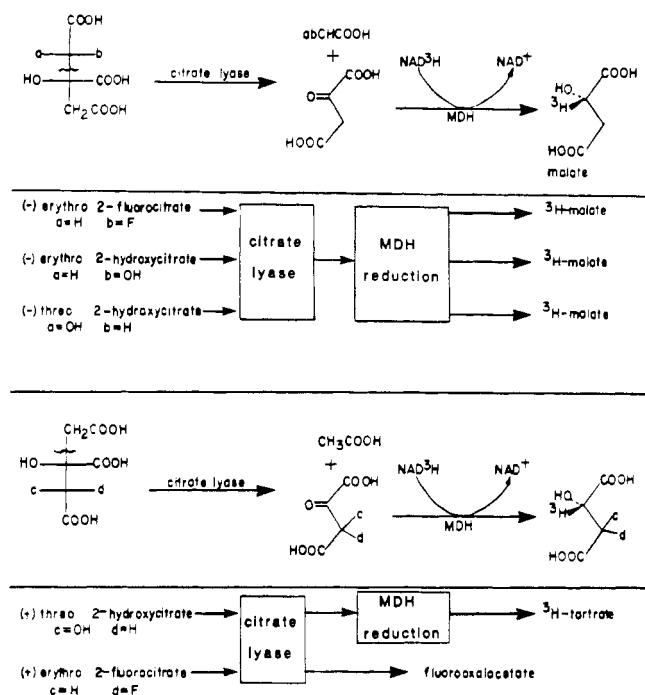 COOH
a b
HO COOH
CH2COOH
citrate lyase
abCHCOOH
+
COOH
O
HOOC
NAD3H NAD+
MDH
COOH
HO
3H
HOOC
malate
(-) erythro 2-fluorocitrate
a=H b=F
(-) erythro 2-hydroxycitrate
a=H b=OH
(-) threo 2-hydroxycitrate
a=OH b=H
citrate
lyase
MDH
reduction
3H-malate
3H-malate
3H-malate
CH2COOH
HO COOH
c d
COOH
citrate lyase
CH3COOH
+
COOH
O
c
d
HOOC
NAD3H NAD+
MDH
HO COOH
3H
c
d
HOOC
(+) threo 2-hydroxycitrate
c=OH d=H
(+) erythro 2-fluorocitrate
c=H d=F
citrate
lyase
MDH
reduction
3H-tartrate
fluorooxalacetate